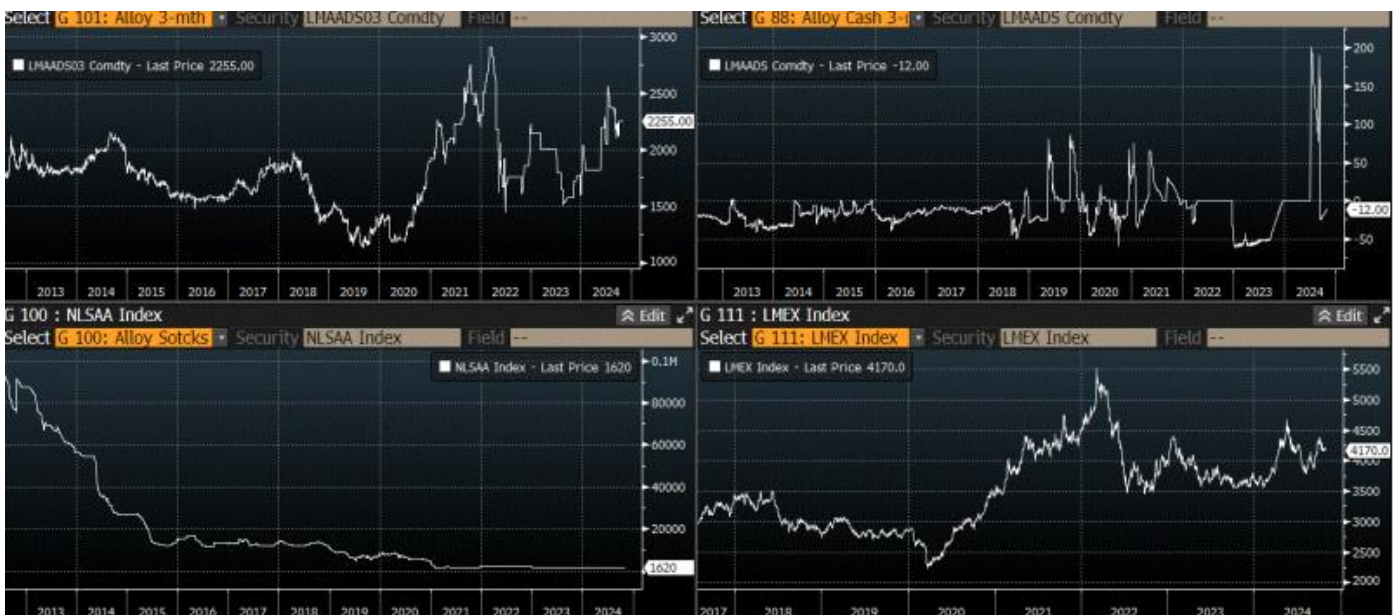 Select G 101: Alloy 3-mth Security LMAADS03 Comdty Field --
LMAADS03 Comdty - Last Price 2255.00
3000
2500
2255.00
2000
1500
1000
2013 2014 2015 2016 2017 2018 2019 2020 2021 2022 2023 2024
Select G 88: Alloy Cash 3- Security LMAADS Comdty Field --
LMAADS Comdty - Last Price -12.00
200
150
100
50
0
-12.00
-50
2013 2014 2015 2016 2017 2018 2019 2020 2021 2022 2023 2024
G 100 : NLSAA Index Edit
Select G 100: Alloy Sotcks Security NLSAA Index Field --
NLSAA Index - Last Price 1620
0.1M
80000
60000
40000
20000
1620
2013 2014 2015 2016 2017 2018 2019 2020 2021 2022 2023 2024
G 111 : LMEX Index Edit
Select G 111: LMEX Index Security LMEX Index Field --
LMEX Index - Last Price 4170.0
5500
5000
4500
4170.0
4000
3500
3000
2500
2000
2017 2018 2019 2020 2021 2022 2023 2024